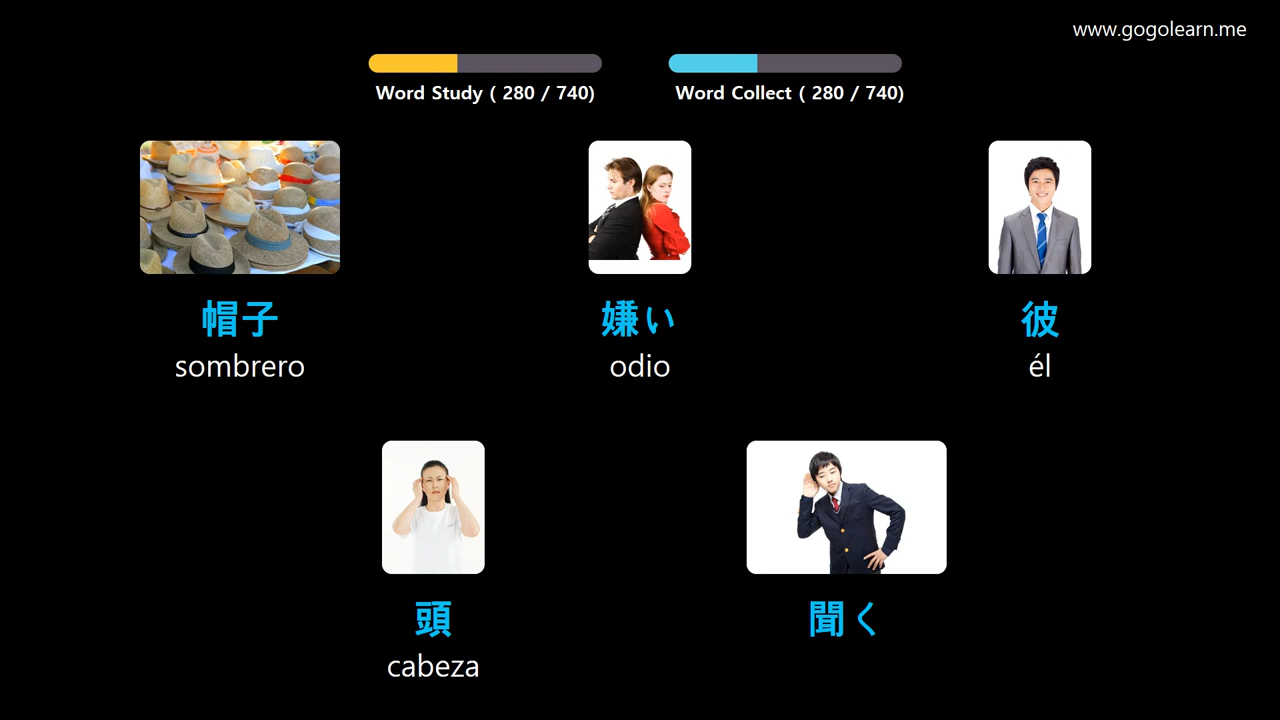 www.gogolearn.me
Word Study ( 280 / 740)
Word Collect ( 280 / 740)
帽子
sombrero
嫌い
odio
彼
él
頭
cabeza
聞く